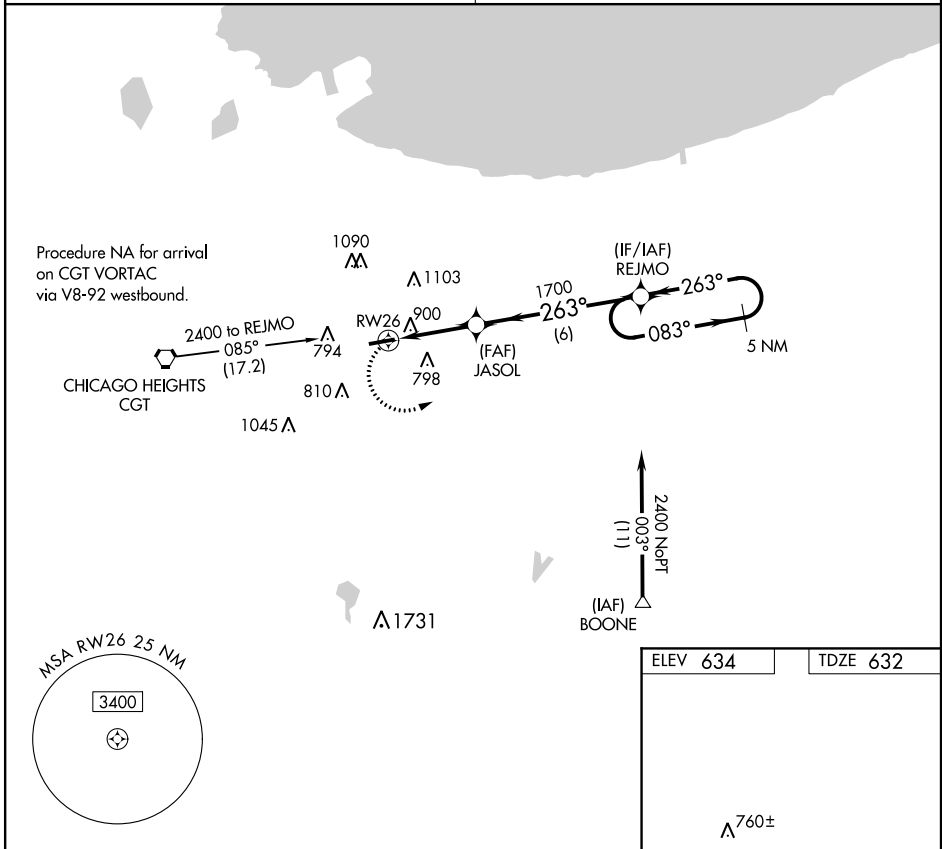 Procedure NA for arrival
on CGT VORTAC
via V8-92 westbound.
1090
1103
(IF/IAF)
REJMO
1700
263°
(6)
263°
083°
5 NM
RW26
900
(FAF)
JASOL
2400 to REJMO
085°
(17.2)
794
798
CHICAGO HEIGHTS
CGT
810
1045
2400 NoPT
003°
(11)
(IAF)
BOONE
1731
MSA RW26 25 NM
3400
ELEV 634
TDZE 632
760±